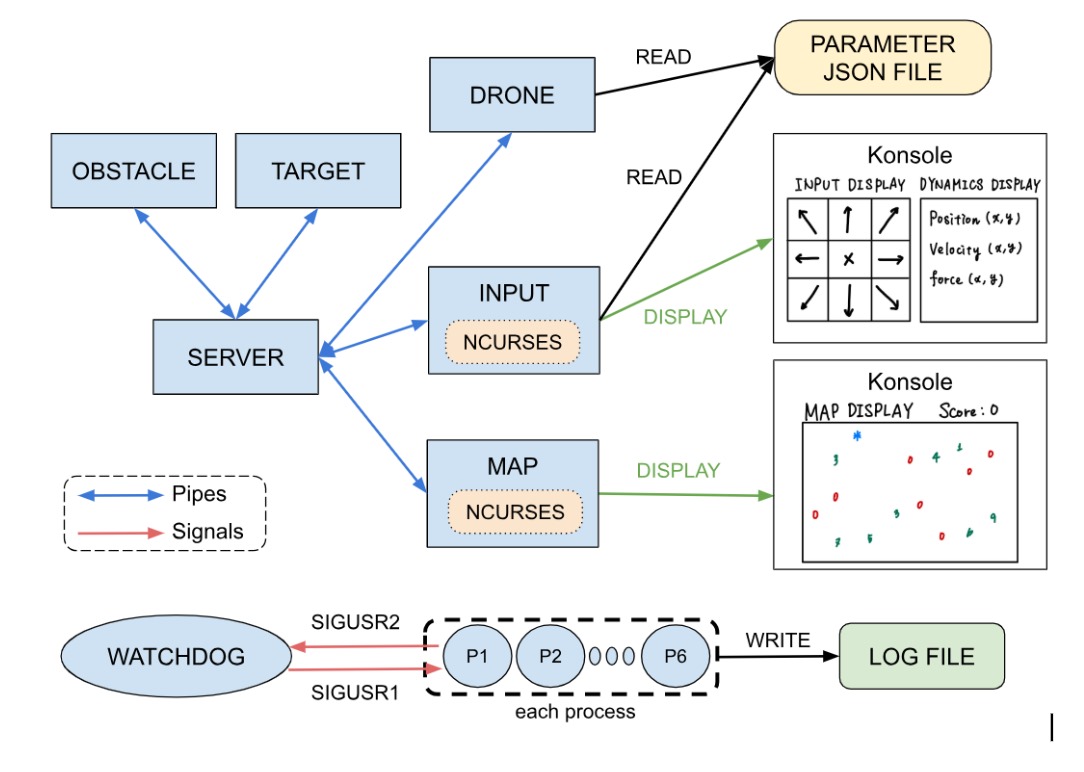 PARAMETER
JSON FILE
READ
DRONE
OBSTACLE
TARGET
READ
Konsole
INPUT DISPLAY
DYNAMICS DISPLAY
Position (x,y)
Velocity (x,y)
force (x,y)
x
INPUT
NCURSES
DISPLAY
SERVER
Konsole
MAP DISPLAY Score: 0
MAP
NCURSES
DISPLAY
*
3 0 4 1 0
0
0
0 3 0 9
7 5 0 6
Pipes
Signals
WATCHDOG
SIGUSR2
SIGUSR1
P1 P2 P6
each process
WRITE
LOG FILE